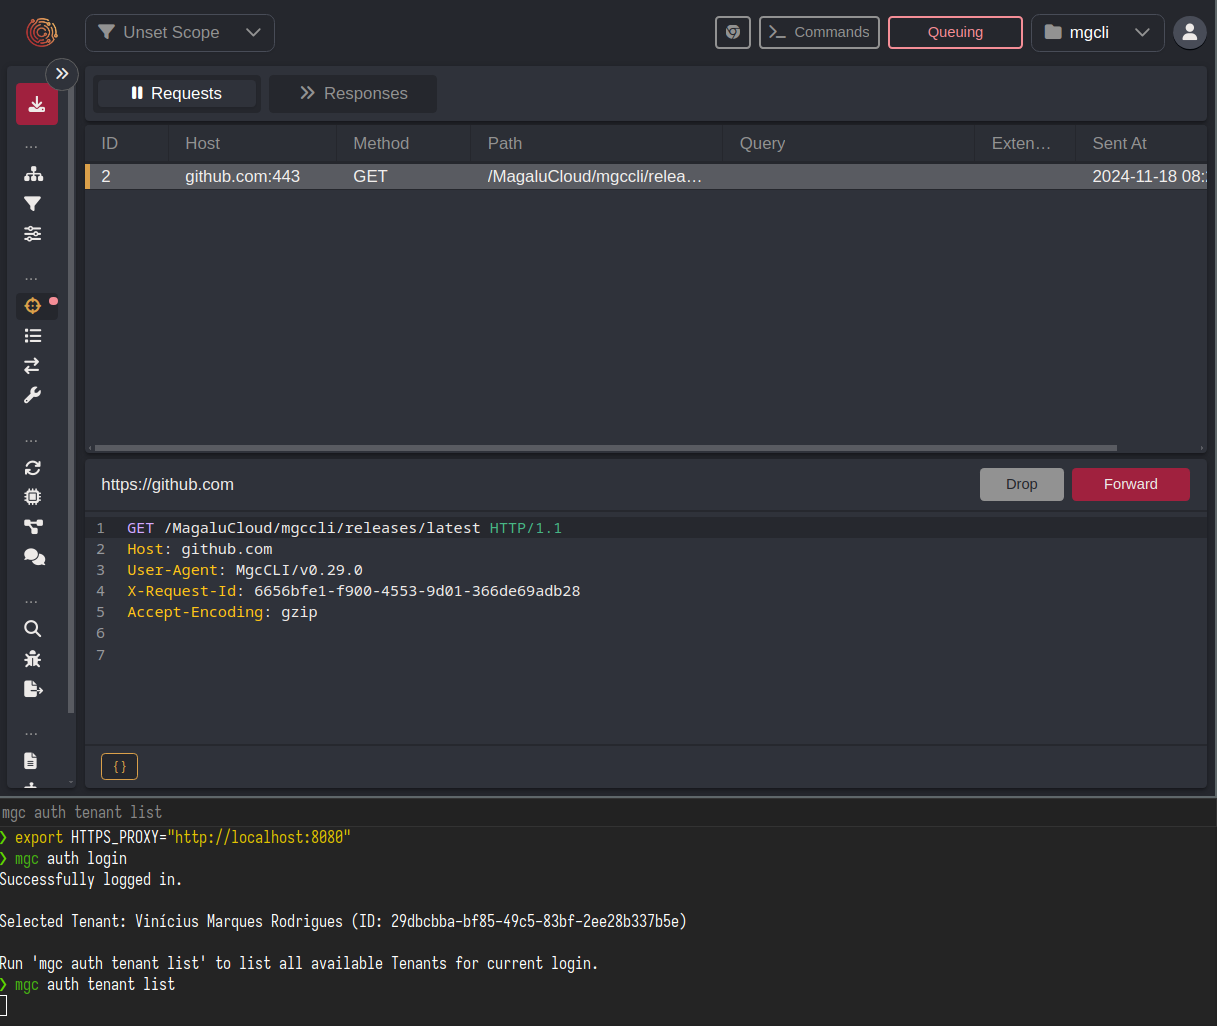 Unset Scope
Commands
Queuing
mgcli
Requests
Responses
ID Host Method Path Query Exten… Sent At
2 github.com:443 GET /MagaluCloud/mgccli/relea… 2024-11-18 08:
https://github.com
Drop
Forward
1 GET /MagaluCloud/mgccli/releases/latest HTTP/1.1
2 Host: github.com
3 User-Agent: MgcCLI/v0.29.0
4 X-Request-Id: 6656bfe1-f900-4553-9d01-366de69adb28
5 Accept-Encoding: gzip
6
7
{}
mgc auth tenant list
❯ export HTTPS_PROXY="http://localhost:8080"
❯ mgc auth login
Successfully logged in.
Selected Tenant: Vinícius Marques Rodrigues (ID: 29dbcbba-bf85-49c5-83bf-2ee28b337b5e)
Run 'mgc auth tenant list' to list all available Tenants for current login.
❯ mgc auth tenant list